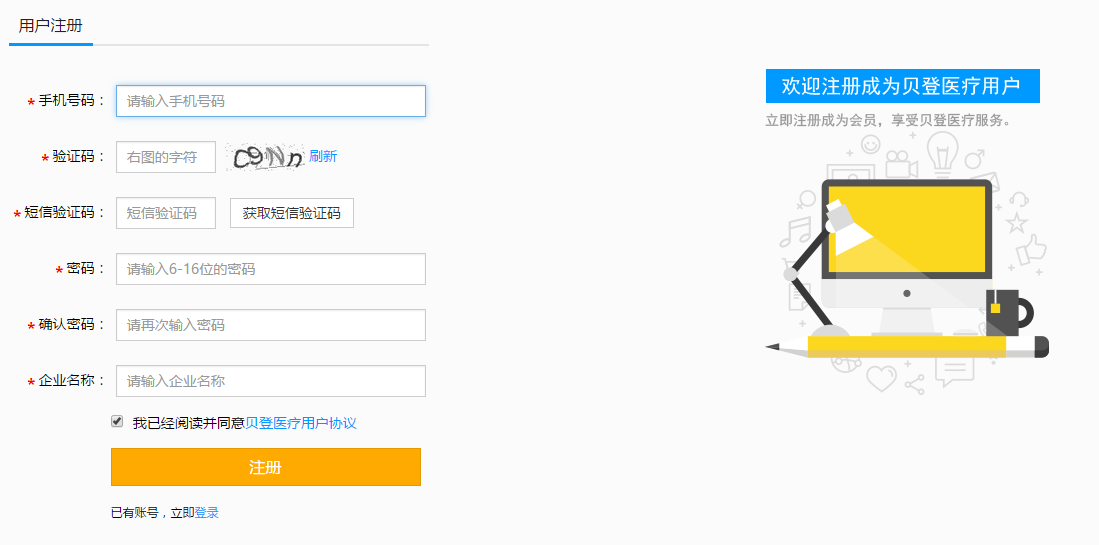 用户注册
* 手机号码： 请输入手机号码
* 验证码： 右图的字符 刷新
* 短信验证码： 短信验证码 获取短信验证码
* 密码： 请输入6-16位的密码
* 确认密码： 请再次输入密码
* 企业名称： 请输入企业名称
我已经阅读并同意贝登医疗用户协议
注册
已有账号，立即登录
欢迎注册成为贝登医疗用户
立即注册成为会员，享受贝登医疗服务。